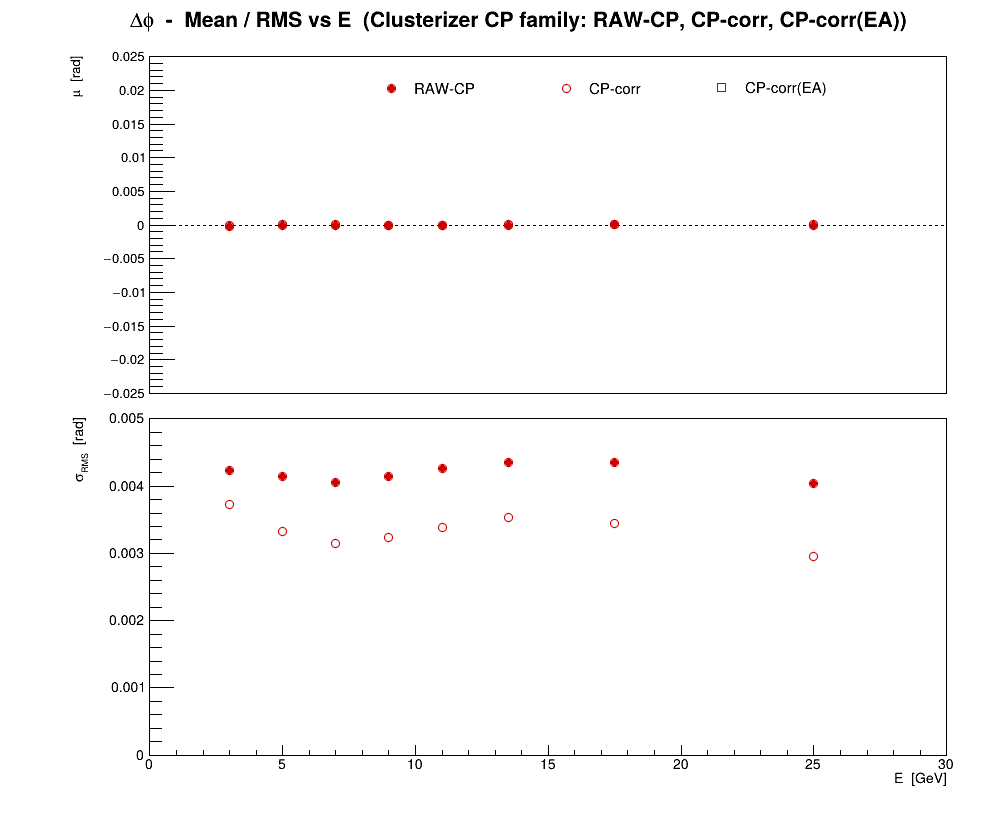 Δϕ - Mean / RMS vs E (Clusterizer CP family: RAW-CP, CP-corr, CP-corr(EA))
μ [rad]
0.025
0.02
0.015
0.01
0.005
0
−0.005
−0.01
−0.015
−0.02
−0.025
RAW-CP CP-corr CP-corr(EA)
σRMS [rad]
0.005
0.004
0.003
0.002
0.001
0
0 5 10 15 20 25 30
E [GeV]